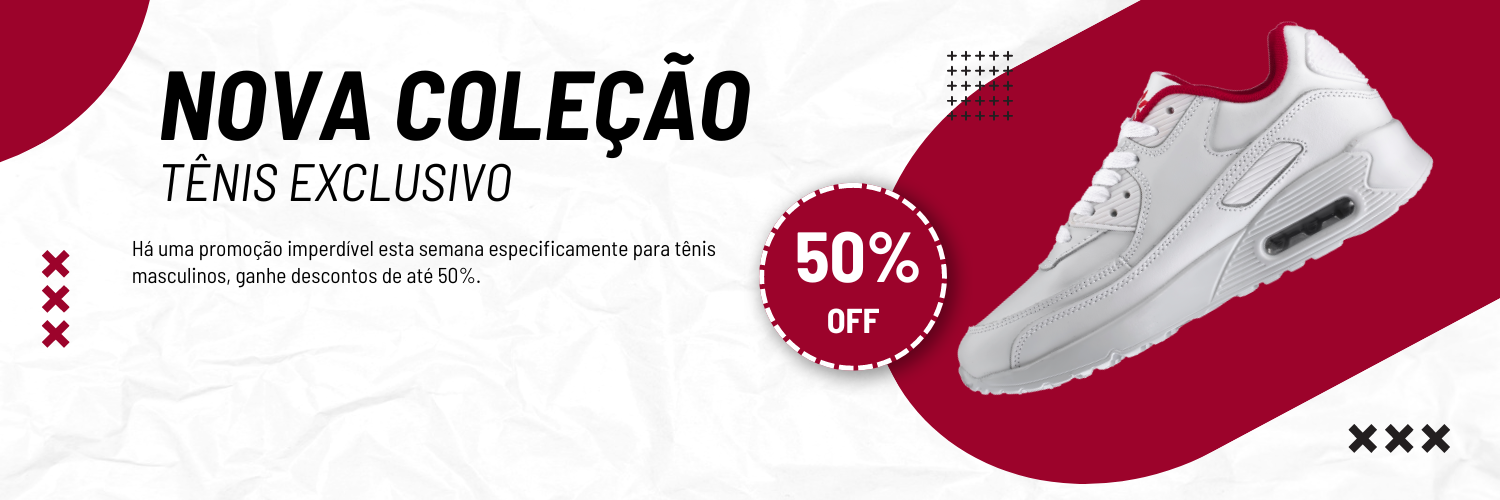 NOVA COLEÇÃO
TÊNIS EXCLUSIVO
Há uma promoção imperdível esta semana especificamente para tênis
masculinos, ganhe descontos de até 50%.
50%
OFF